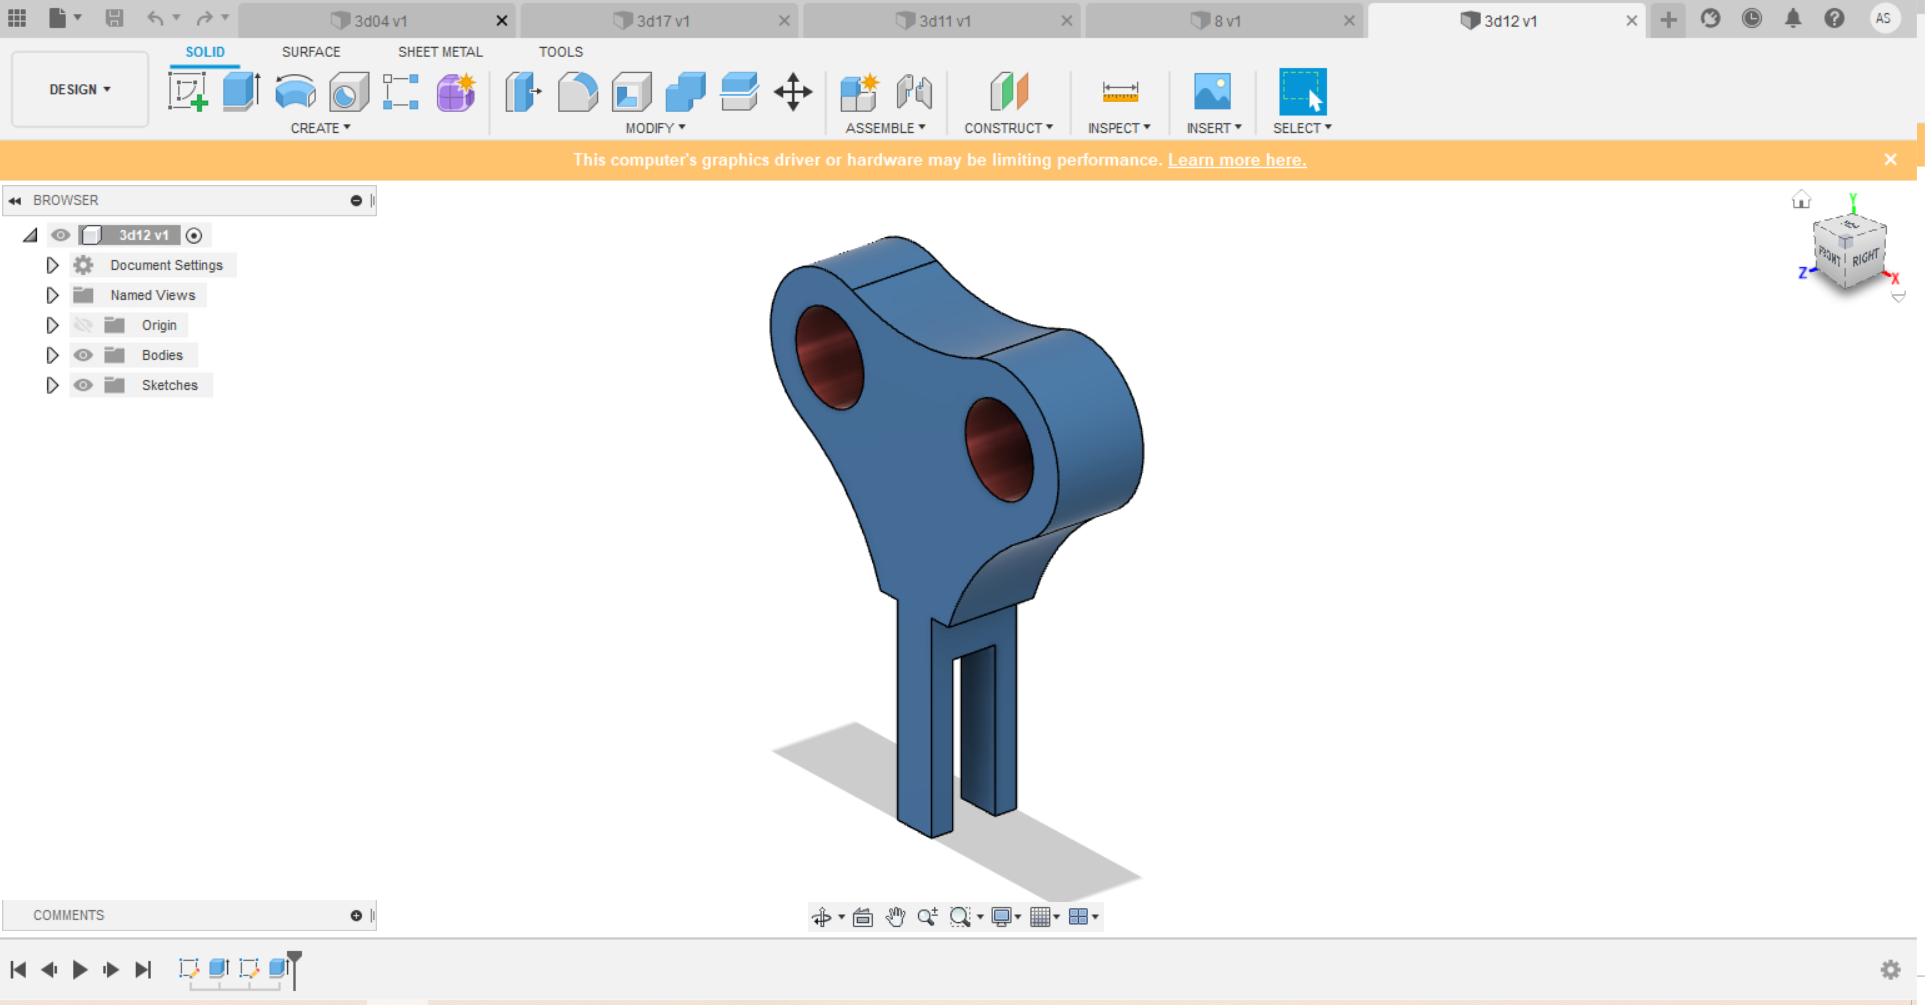 3d04 v1
3d17 v1
3d11 v1
8 v1
3d12 v1
AS
SOLID
SURFACE
SHEET METAL
TOOLS
DESIGN
CREATE
MODIFY
ASSEMBLE
CONSTRUCT
INSPECT
INSERT
SELECT
This computer's graphics driver or hardware may be limiting performance. Learn more here.
BROWSER
3d12 v1
Document Settings
Named Views
Origin
Bodies
Sketches
Y
FRONT
RIGHT
Z
X
COMMENTS